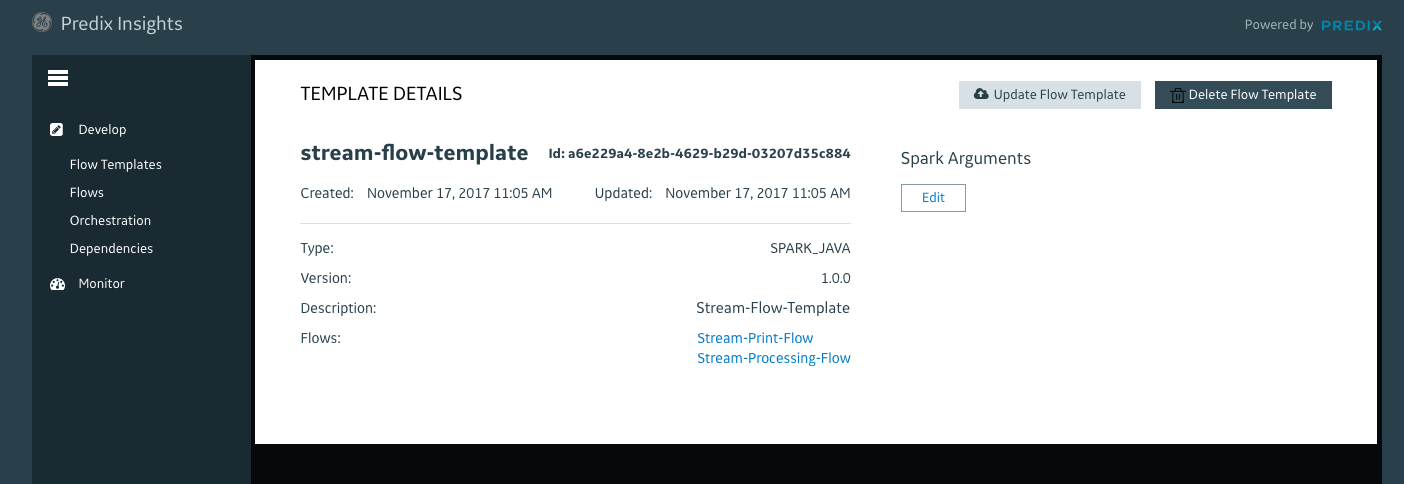 Predix Insights
Powered by PREDIX
TEMPLATE DETAILS
Update Flow Template
Delete Flow Template
Develop
Flow Templates
Flows
Orchestration
Dependencies
Monitor
stream-flow-template Id: a6e229a4-8e2b-4629-b29d-03207d35c884
Created: November 17, 2017 11:05 AM Updated: November 17, 2017 11:05 AM
Type: SPARK_JAVA
Version: 1.0.0
Description: Stream-Flow-Template
Flows: Stream-Print-Flow
Stream-Processing-Flow
Spark Arguments
Edit